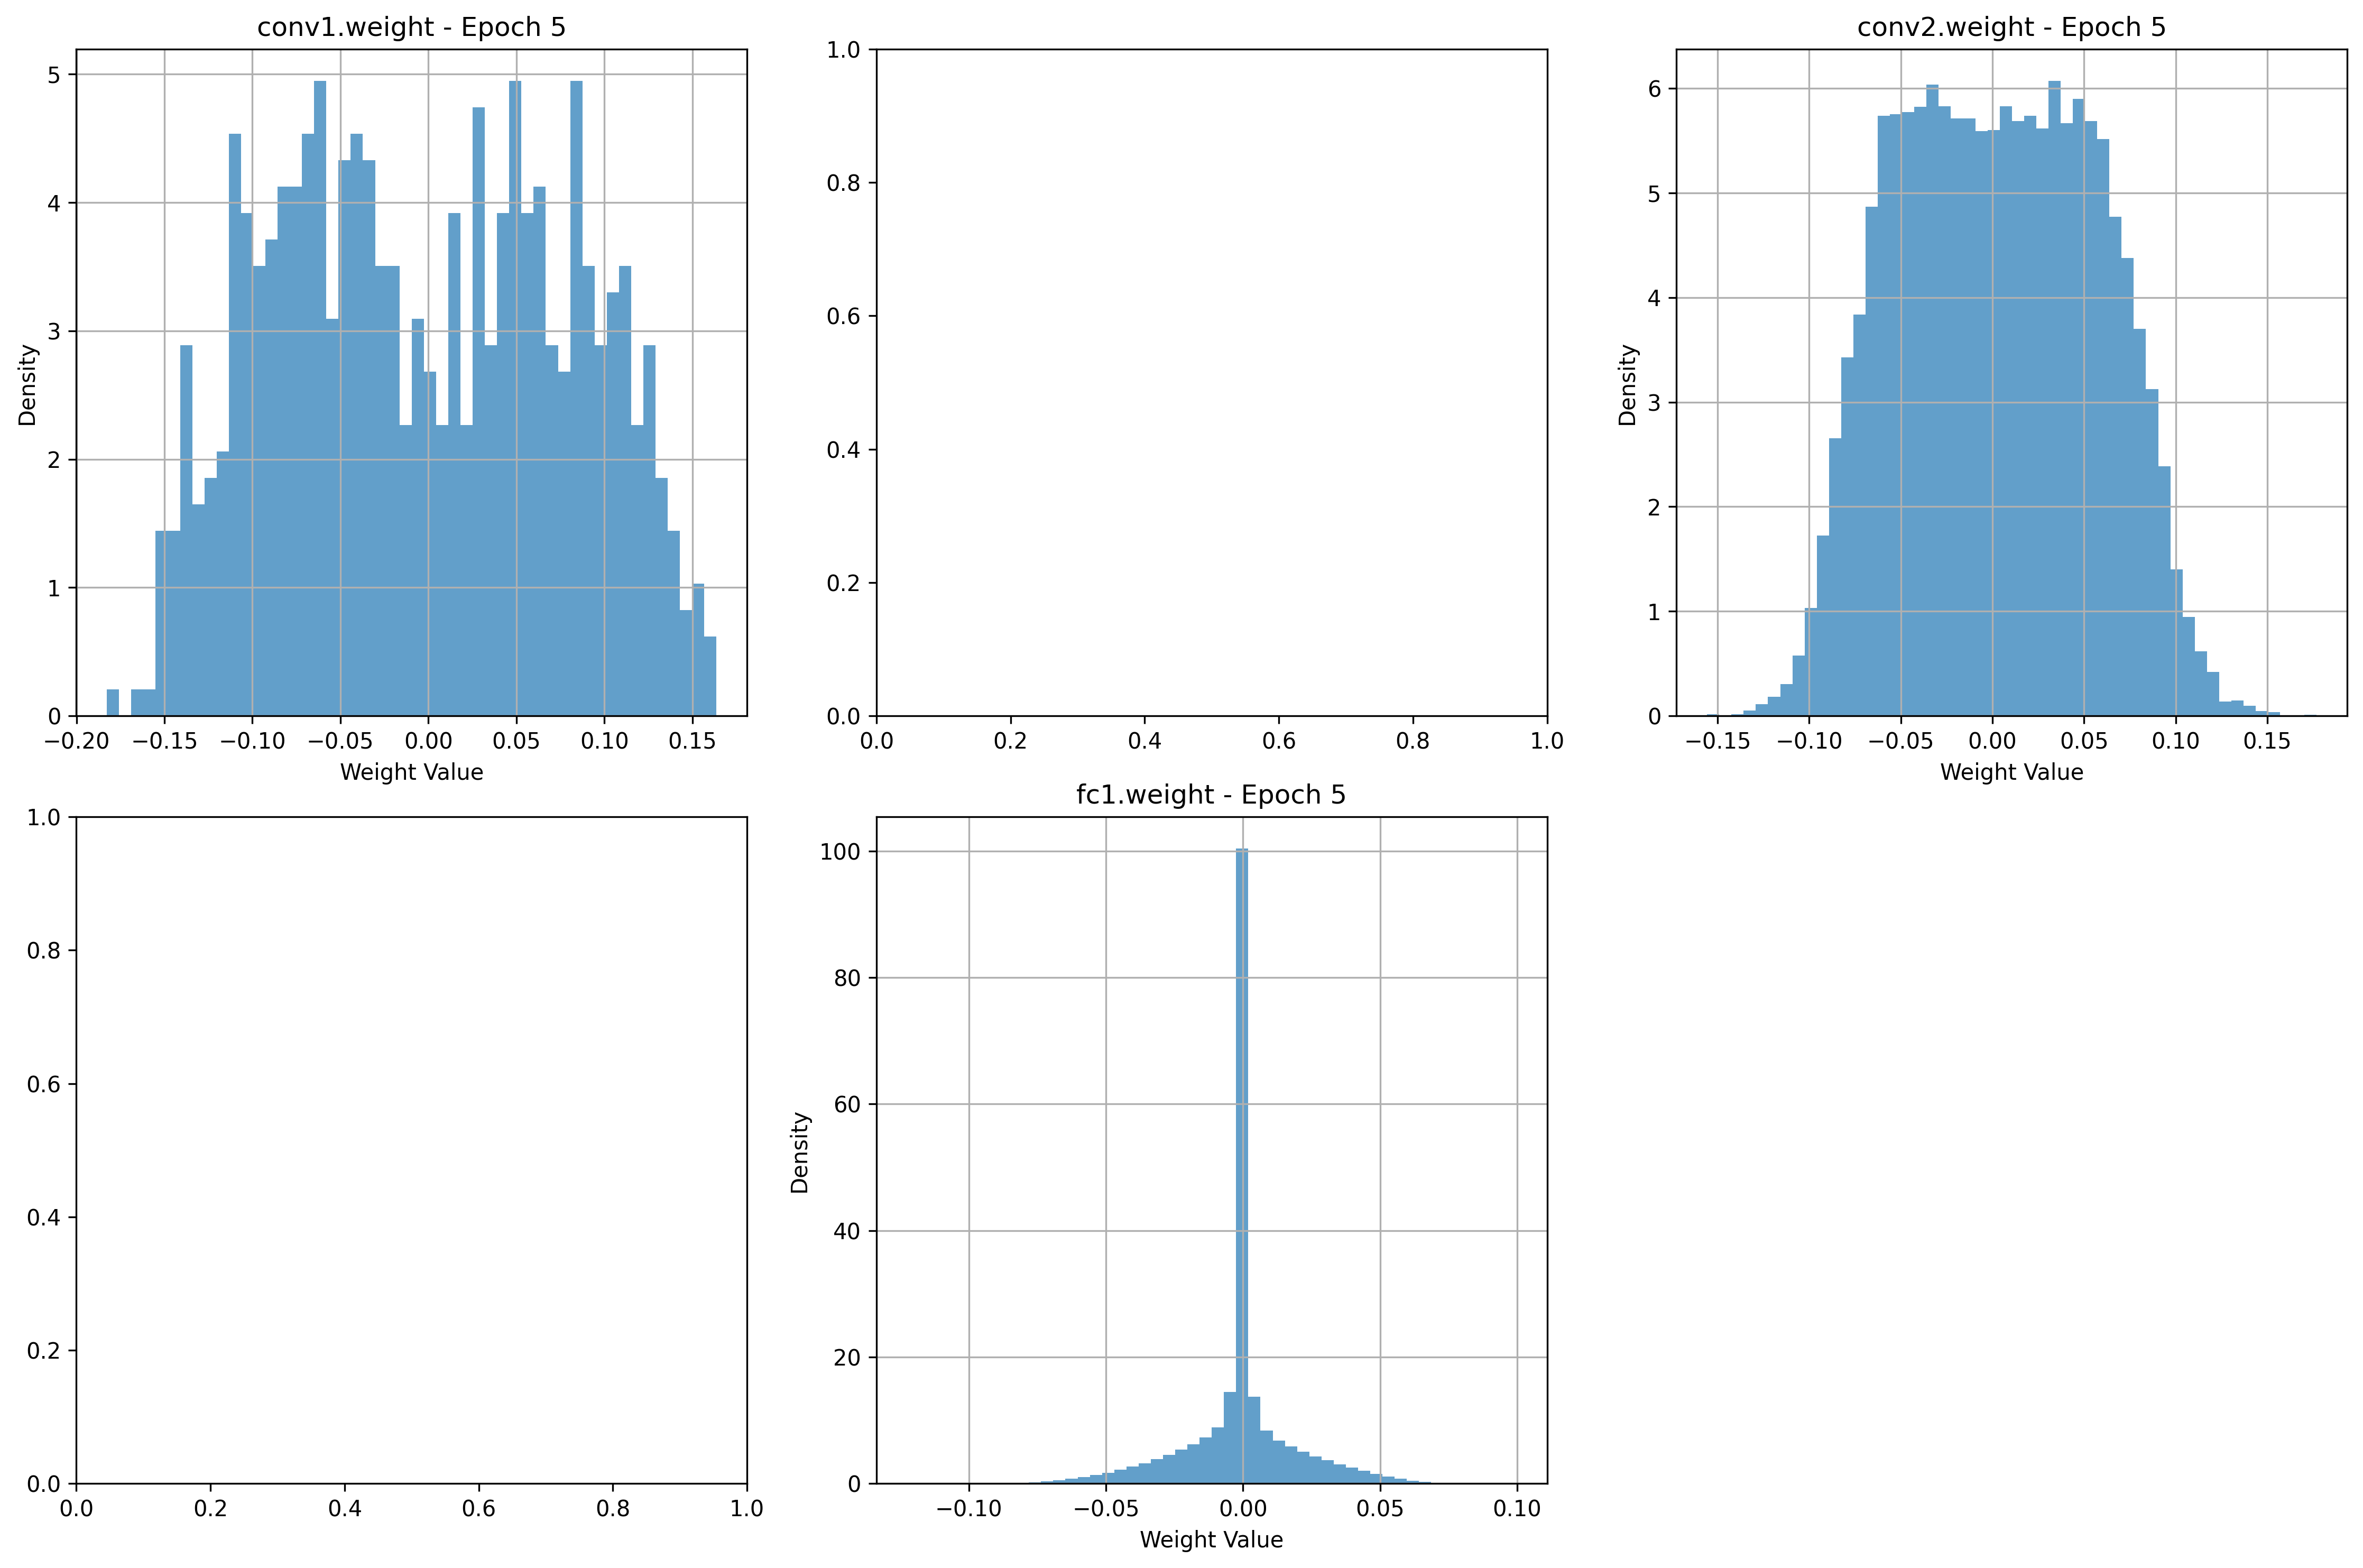 conv1.weight - Epoch 5
5
4
3
2
1
0
Density
−0.20 −0.15 −0.10 −0.05 0.00 0.05 0.10 0.15
Weight Value
1.0
0.8
0.6
0.4
0.2
0.0
0.0 0.2 0.4 0.6 0.8 1.0
conv2.weight - Epoch 5
6
5
4
3
2
1
0
Density
−0.15 −0.10 −0.05 0.00 0.05 0.10 0.15
Weight Value
1.0
0.8
0.6
0.4
0.2
0.0
0.0 0.2 0.4 0.6 0.8 1.0
fc1.weight - Epoch 5
100
80
60
40
20
0
Density
−0.10 −0.05 0.00 0.05 0.10
Weight Value